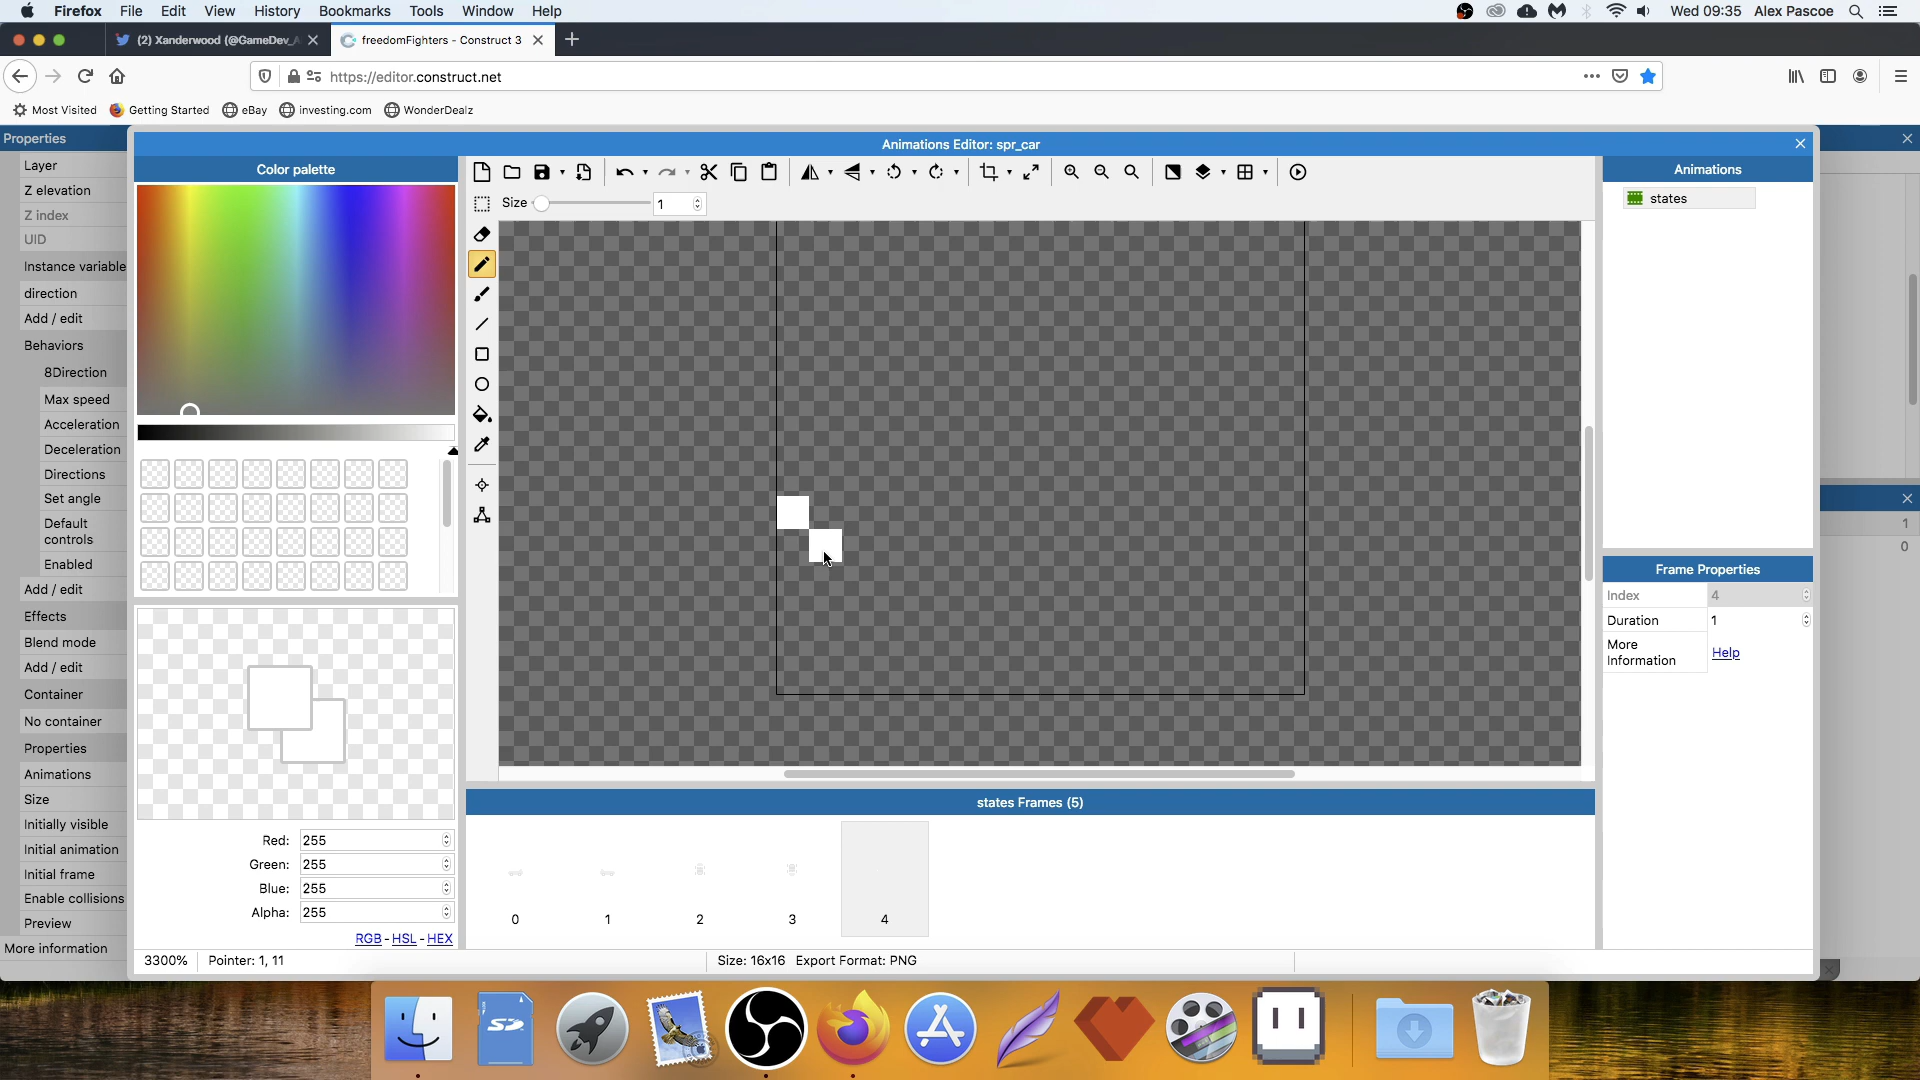 Firefox File Edit View History Bookmarks Tools Window Help Wed 09:35 Alex Pascoe
(2) Xanderwood (@GameDev_A freedomFighters - Construct 3
https://editor.construct.net
Most Visited Getting Started eBay investing.com WonderDealz
Properties
Animations Editor: spr_car
Layer
Z elevation
Z index
UID
Instance variable
direction
Add / edit
Behaviors
8Direction
Max speed
Acceleration
Deceleration
Directions
Set angle
Default
controls
Enabled
Add / edit
Effects
Blend mode
Add / edit
Container
No container
Properties
Animations
Size
Initially visible
Initial animation
Initial frame
Enable collisions
Preview
More information
Color palette
Red: 255
Green: 255
Blue: 255
Alpha: 255
RGB - HSL - HEX
Size 1
states Frames (5)
0 1 2 3 4
Animations
states
Frame Properties
Index 4
Duration 1
More
Information Help
1
0
3300% Pointer: 1, 11 Size: 16x16 Export Format: PNG
SD